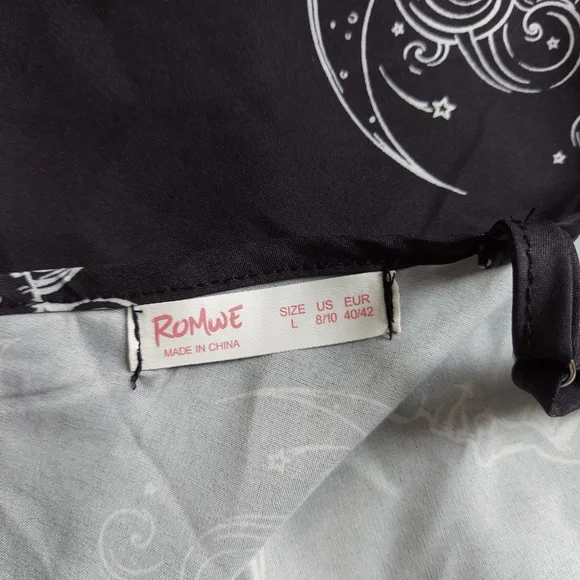 ROMWE
MADE IN CHINA
SIZE US EUR
L 8/10 40/42